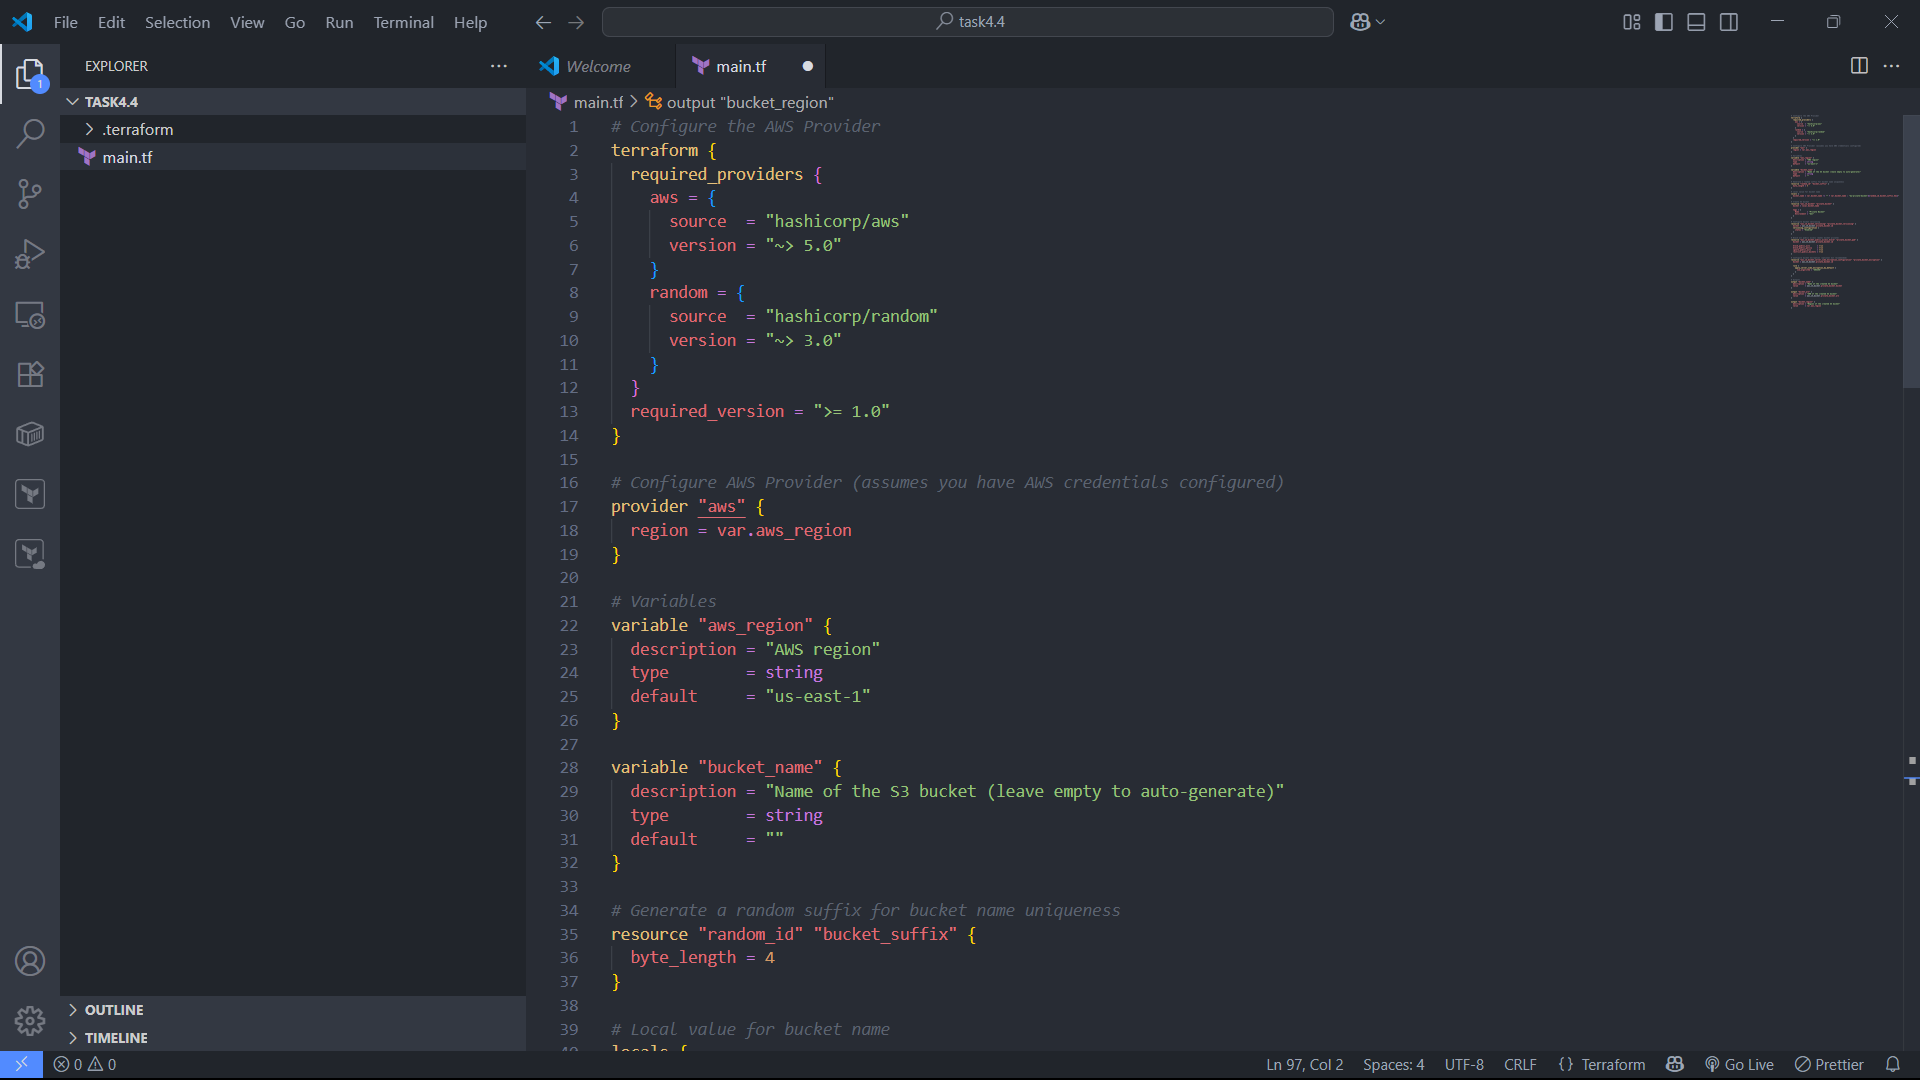 File Edit Selection View Go Run Terminal Help
task4.4
EXPLORER
TASK4.4
.terraform
main.tf
OUTLINE
TIMELINE
1
Welcome
main.tf
main.tf > output "bucket_region"
1 # Configure the AWS Provider
2 terraform {
3 required_providers {
4 aws = {
5 source = "hashicorp/aws"
6 version = "~> 5.0"
7 }
8 random = {
9 source = "hashicorp/random"
10 version = "~> 3.0"
11 }
12 }
13 required_version = ">= 1.0"
14 }
15
16 # Configure AWS Provider (assumes you have AWS credentials configured)
17 provider "aws" {
18 region = var.aws_region
19 }
20
21 # Variables
22 variable "aws_region" {
23 description = "AWS region"
24 type = string
25 default = "us-east-1"
26 }
27
28 variable "bucket_name" {
29 description = "Name of the S3 bucket (leave empty to auto-generate)"
30 type = string
31 default = ""
32 }
33
34 # Generate a random suffix for bucket name uniqueness
35 resource "random_id" "bucket_suffix" {
36 byte_length = 4
37 }
38
39 # Local value for bucket name
40 locals {
0 0
Ln 97, Col 2 Spaces: 4 UTF-8 CRLF {} Terraform Go Live Prettier